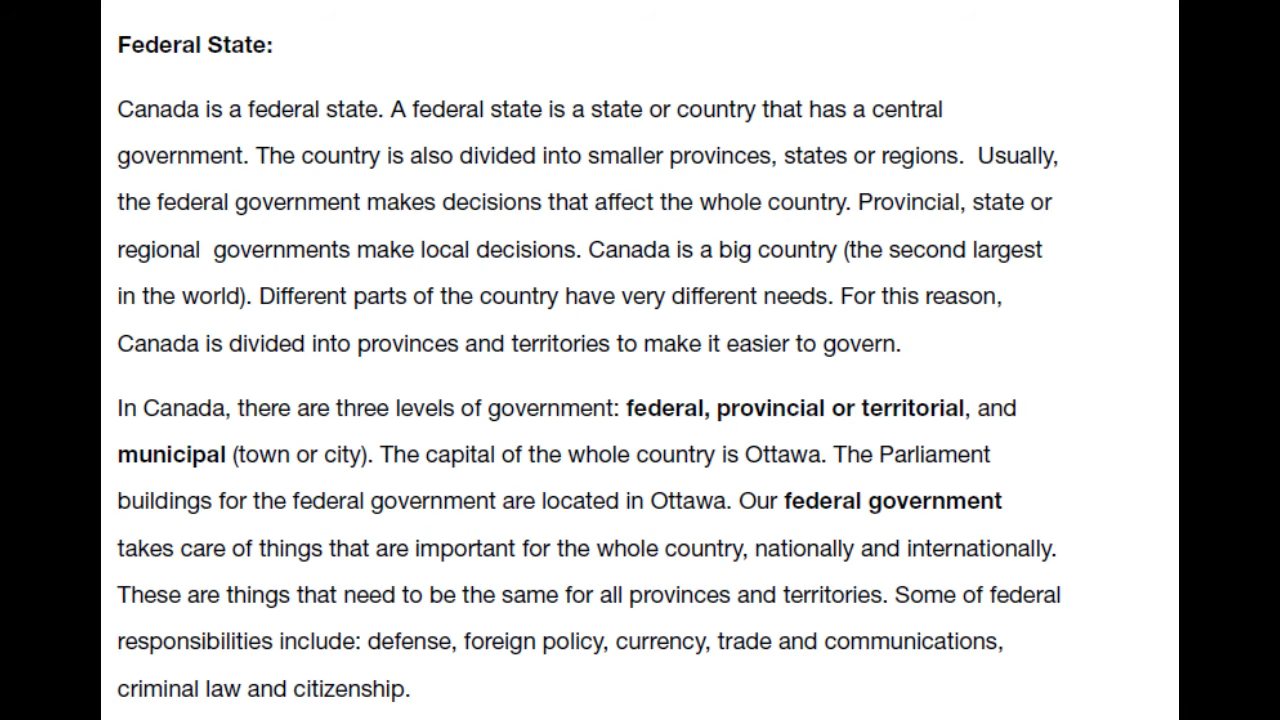 Federal State:
Canada is a federal state. A federal state is a state or country that has a central
government. The country is also divided into smaller provinces, states or regions.  Usually,
the federal government makes decisions that affect the whole country. Provincial, state or
regional  governments make local decisions. Canada is a big country (the second largest
in the world). Different parts of the country have very different needs. For this reason,
Canada is divided into provinces and territories to make it easier to govern.
In Canada, there are three levels of government: federal, provincial or territorial, and
municipal (town or city). The capital of the whole country is Ottawa. The Parliament
buildings for the federal government are located in Ottawa. Our federal government
takes care of things that are important for the whole country, nationally and internationally.
These are things that need to be the same for all provinces and territories. Some of federal
responsibilities include: defense, foreign policy, currency, trade and communications,
criminal law and citizenship.